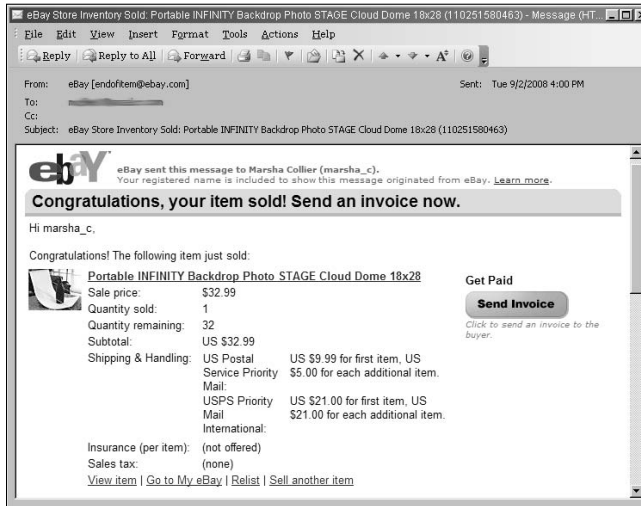 eBay Store Inventory Sold: Portable INFINITY Backdrop Photo STAGE Cloud Dome 18x28 (110251580463) - Message (HT...
File Edit View Insert Format Tools Actions Help
Reply Reply to All Forward
From: eBay [endofitem@ebay.com] Sent: Tue 9/2/2008 4:00 PM
To:
Cc:
Subject: eBay Store Inventory Sold: Portable INFINITY Backdrop Photo STAGE Cloud Dome 18x28 (110251580463)
ebaY eBay sent this message to Marsha Collier (marsha_c).
Your registered name is included to show this message originated from eBay. Learn more.
Congratulations, your item sold! Send an invoice now.
Hi marsha_c,
Congratulations! The following item just sold:
Portable INFINITY Backdrop Photo STAGE Cloud Dome 18x28
Sale price: $32.99
Quantity sold: 1
Quantity remaining: 32
Subtotal: US $32.99
Shipping & Handling: US Postal US $9.99 for first item, US
Service Priority $5.00 for each additional item.
Mail:
USPS Priority US $21.00 for first item, US
Mail $21.00 for each additional item.
International:
Insurance (per item): (not offered)
Sales tax: (none)
View item | Go to My eBay | Relist | Sell another item
Get Paid
Send Invoice
Click to send an invoice to the
buyer.